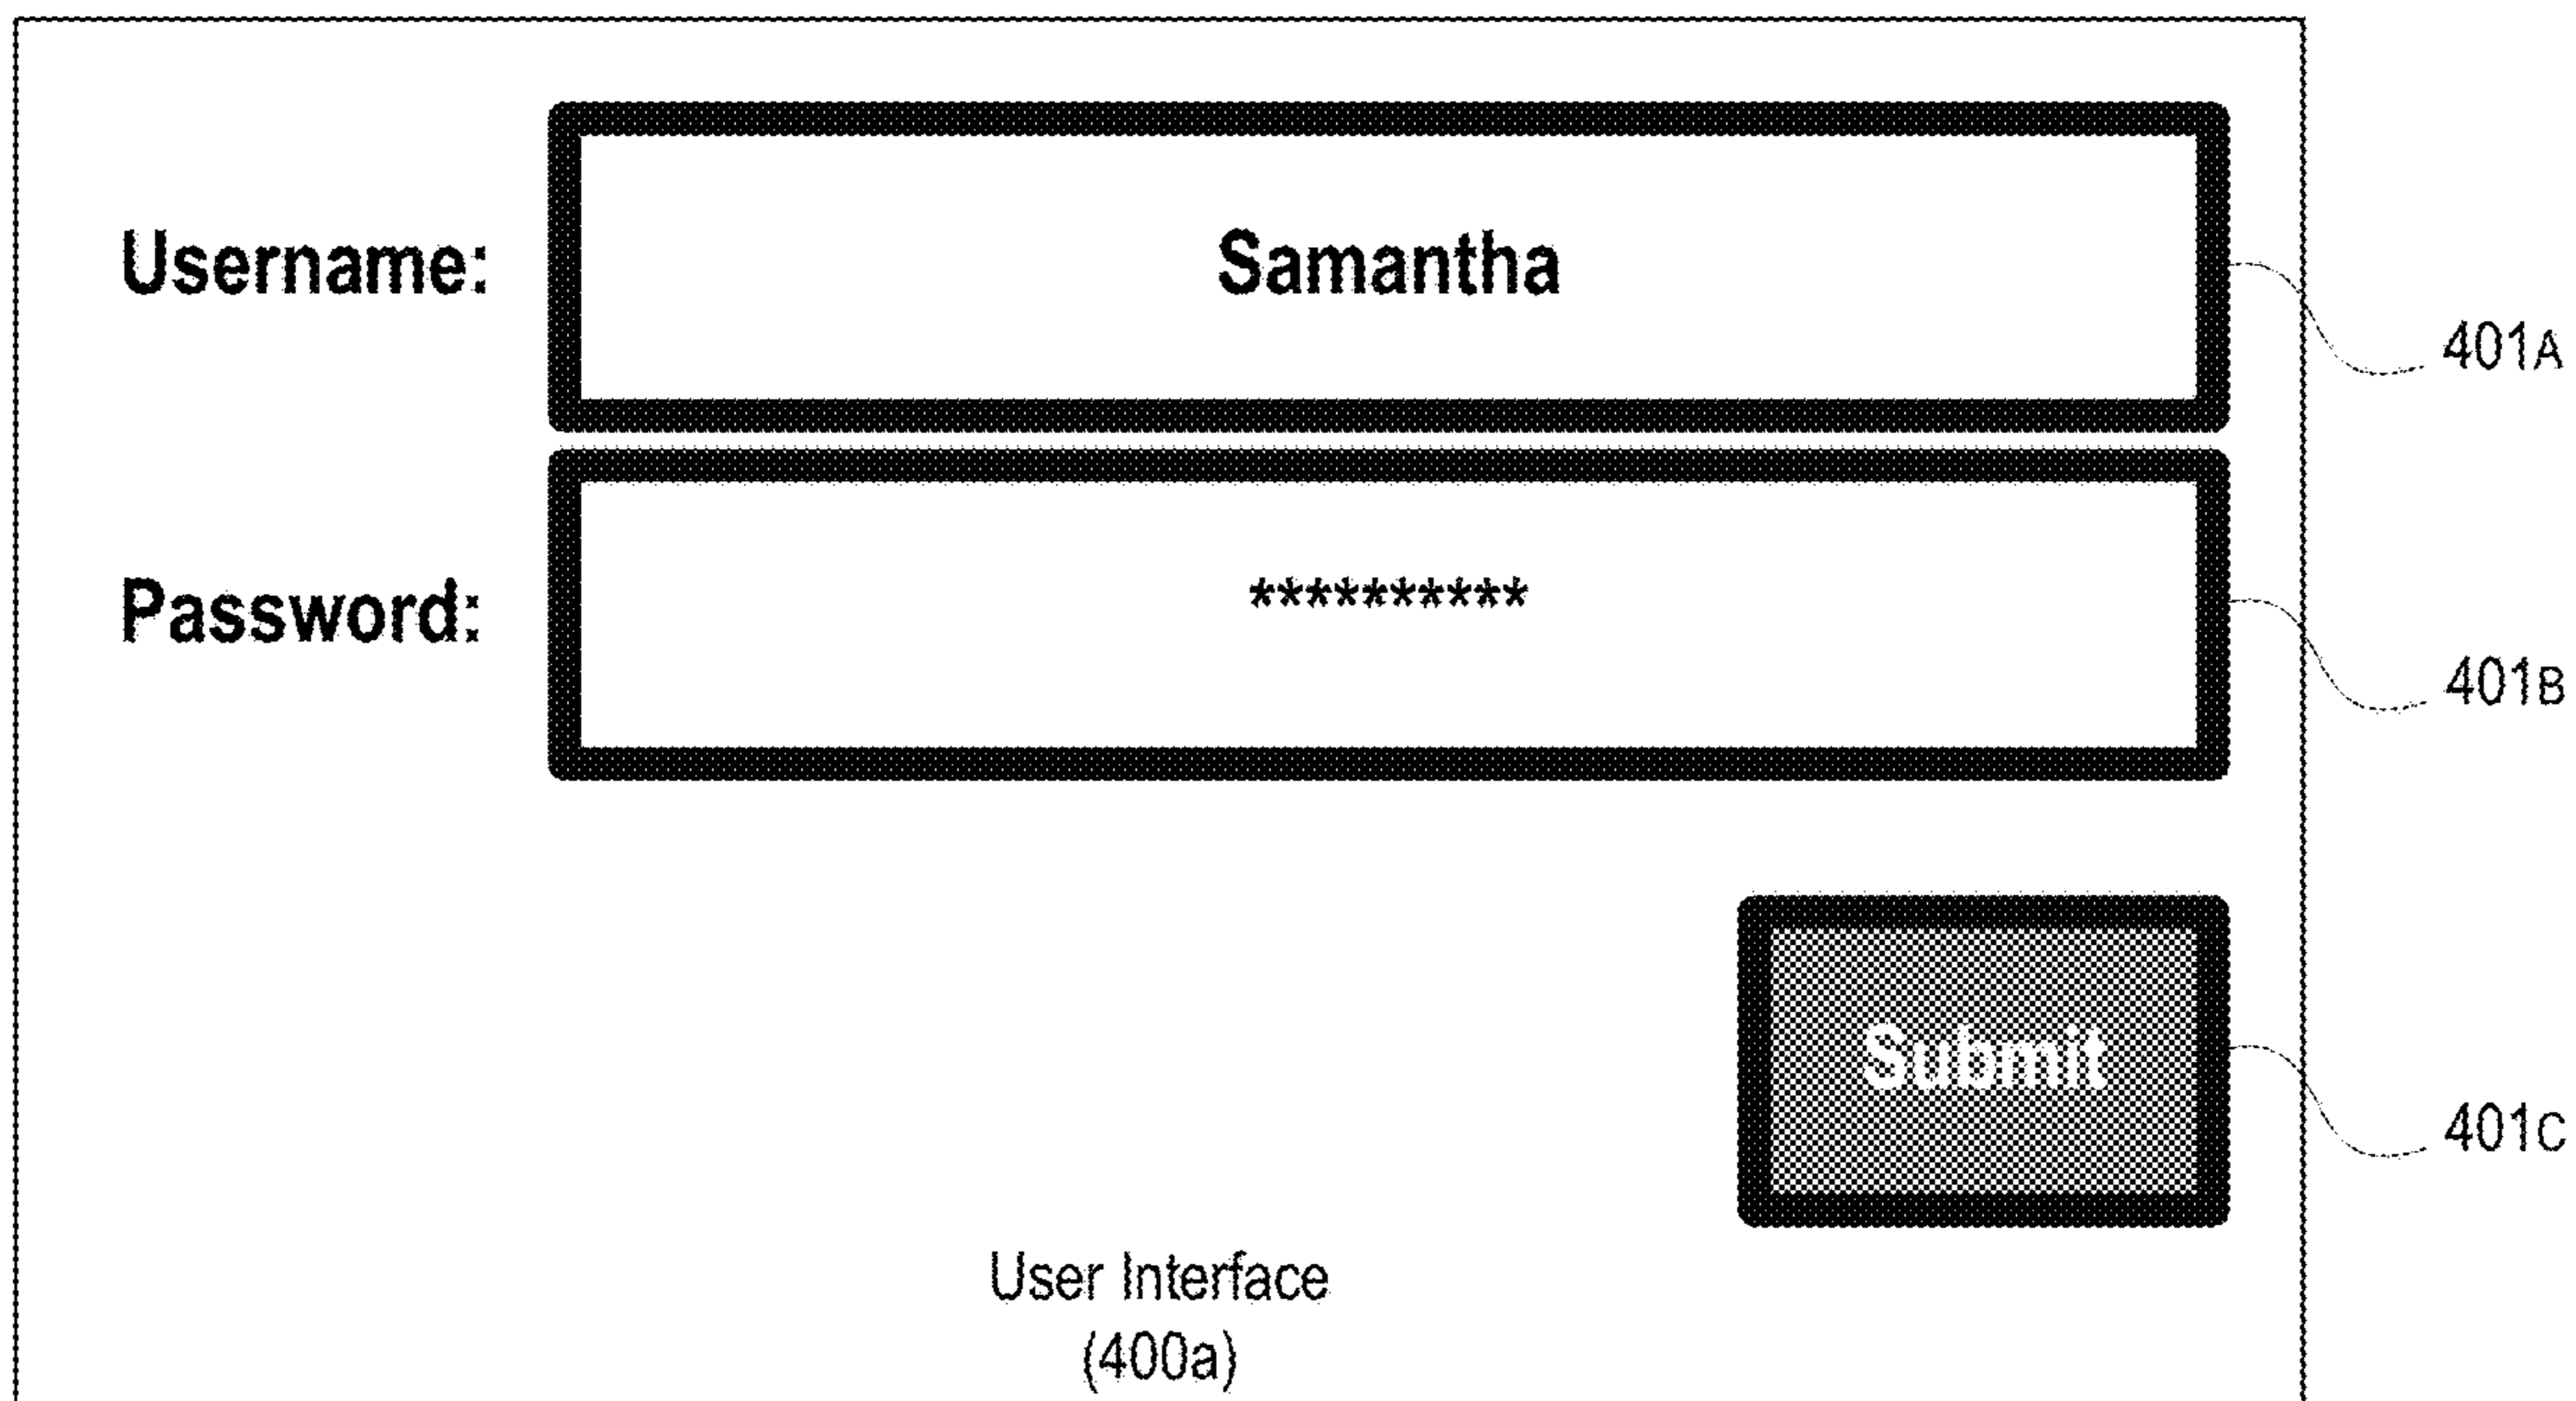 Username: Samantha
401A
Password: **********
401B
Submit
401C
User Interface
(400a)